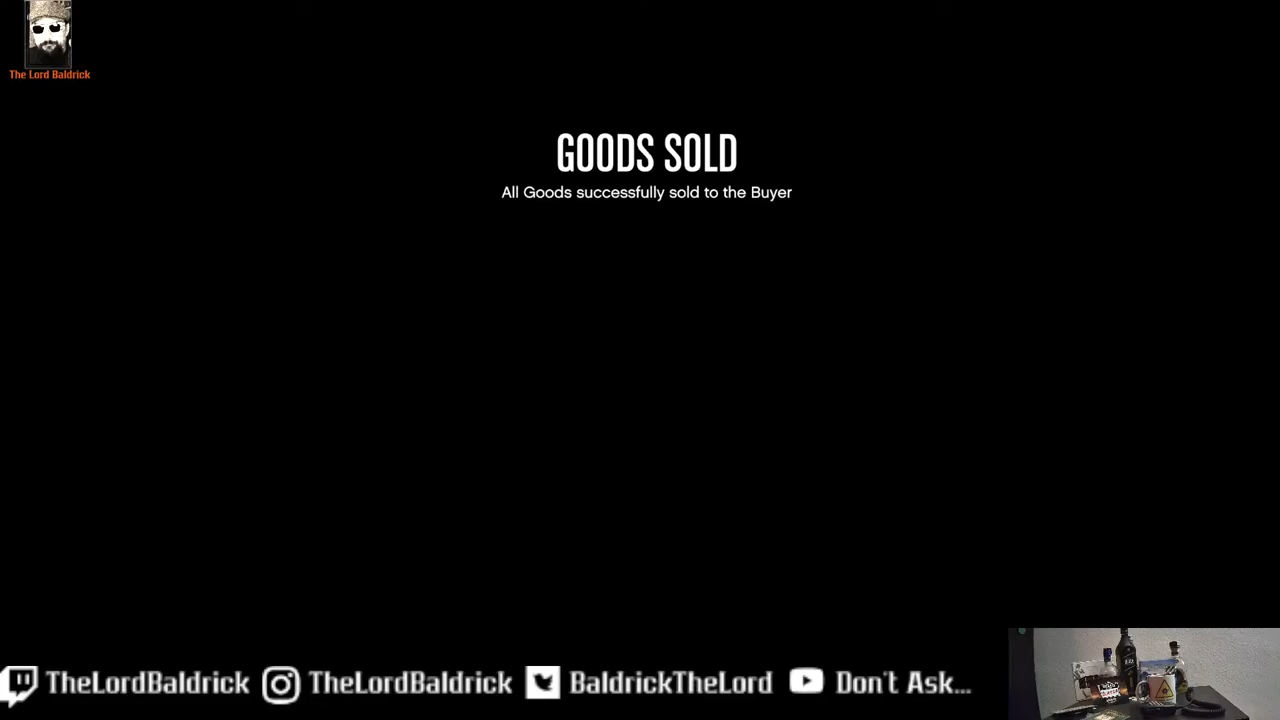 The Lord Baldrick
GOODS SOLD
All Goods successfully sold to the Buyer
TheLordBaldrick
TheLordBaldrick
BaldrickTheLord
Don't Ask...